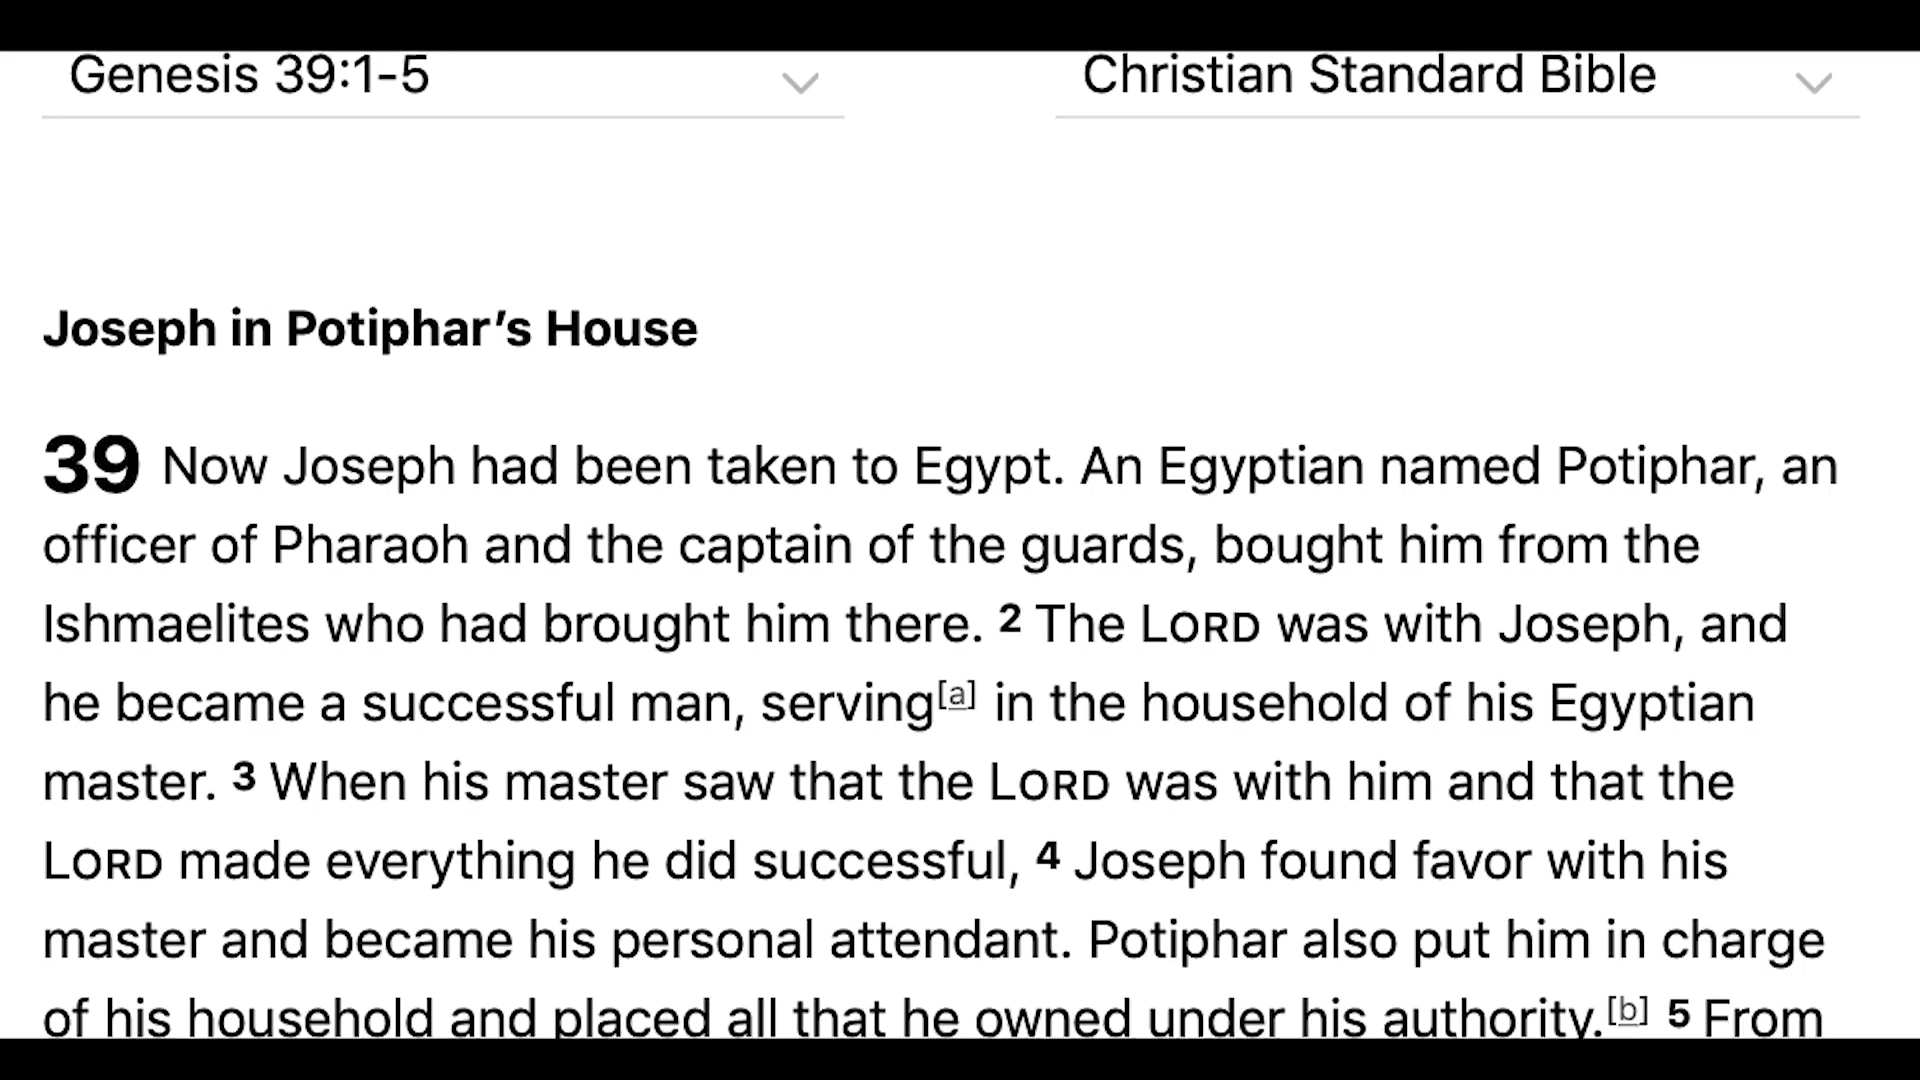 Genesis 39:1-5
Christian Standard Bible
Joseph in Potiphar’s House
39 Now Joseph had been taken to Egypt. An Egyptian named Potiphar, an
officer of Pharaoh and the captain of the guards, bought him from the
Ishmaelites who had brought him there. 2 The LORD was with Joseph, and
he became a successful man, serving[a] in the household of his Egyptian
master. 3 When his master saw that the LORD was with him and that the
LORD made everything he did successful, 4 Joseph found favor with his
master and became his personal attendant. Potiphar also put him in charge
of his household and placed all that he owned under his authority.[b] 5 From